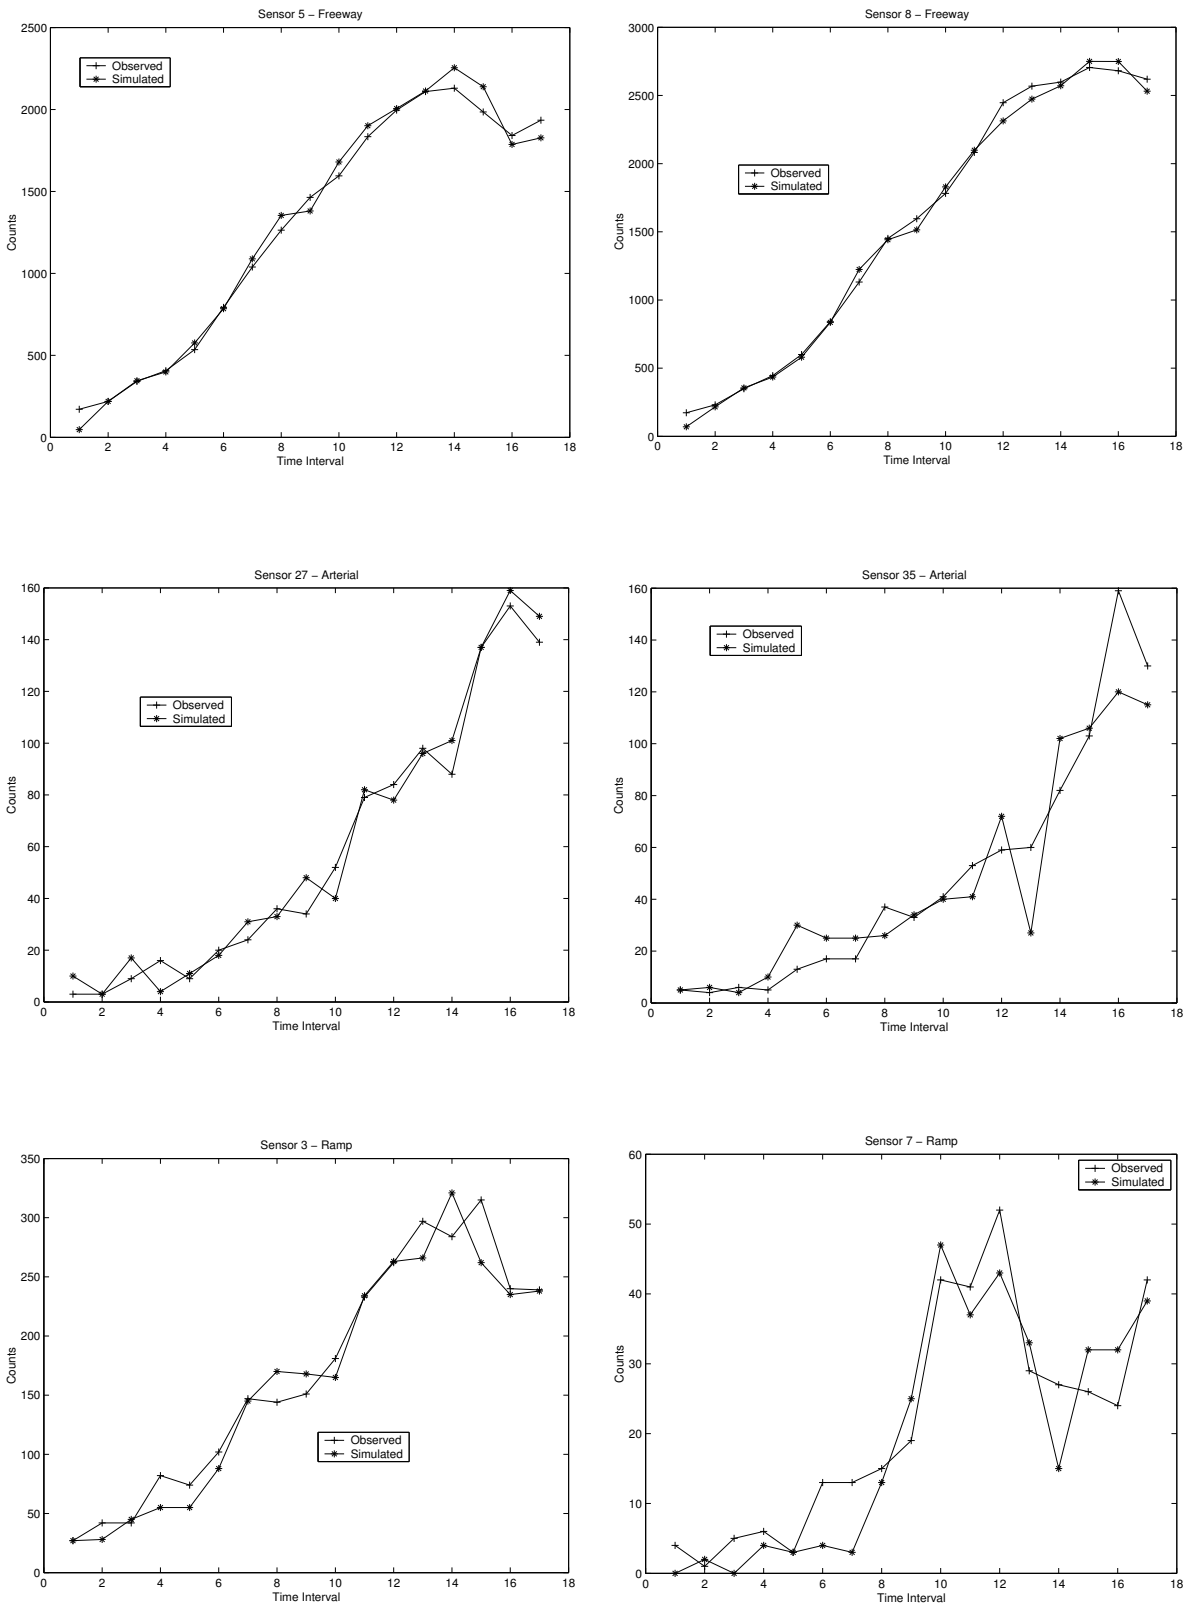 Sensor 5 – Freeway
2500
2000
1500
1000
500
0
Counts
Observed
Simulated
0 2 4 6 8 10 12 14 16 18
Time Interval
Sensor 8 – Freeway
3000
2500
2000
1500
1000
500
0
Counts
Observed
Simulated
0 2 4 6 8 10 12 14 16 18
Time Interval
Sensor 27 – Arterial
160
140
120
100
80
60
40
20
0
Counts
Observed
Simulated
0 2 4 6 8 10 12 14 16 18
Time Interval
Sensor 35 – Arterial
160
140
120
100
80
60
40
20
0
Counts
Observed
Simulated
0 2 4 6 8 10 12 14 16 18
Time Interval
Sensor 3 – Ramp
350
300
250
200
150
100
50
0
Counts
Observed
Simulated
0 2 4 6 8 10 12 14 16 18
Time Interval
Sensor 7 – Ramp
60
50
40
30
20
10
0
Counts
Observed
Simulated
0 2 4 6 8 10 12 14 16 18
Time Interval